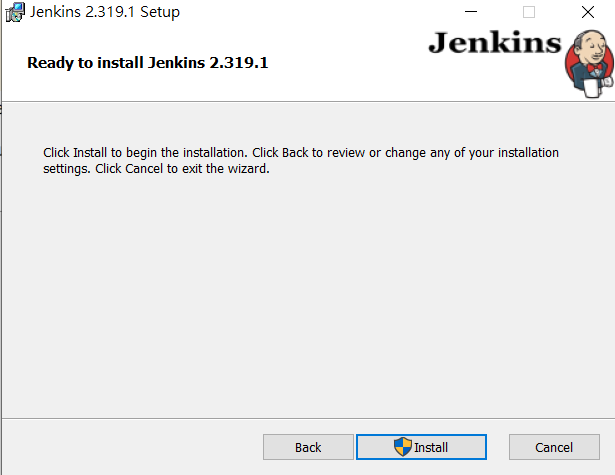 Jenkins 2.319.1 Setup
Jenkins
Ready to install Jenkins 2.319.1
Click Install to begin the installation. Click Back to review or change any of your installation
settings. Click Cancel to exit the wizard.
Back
Install
Cancel